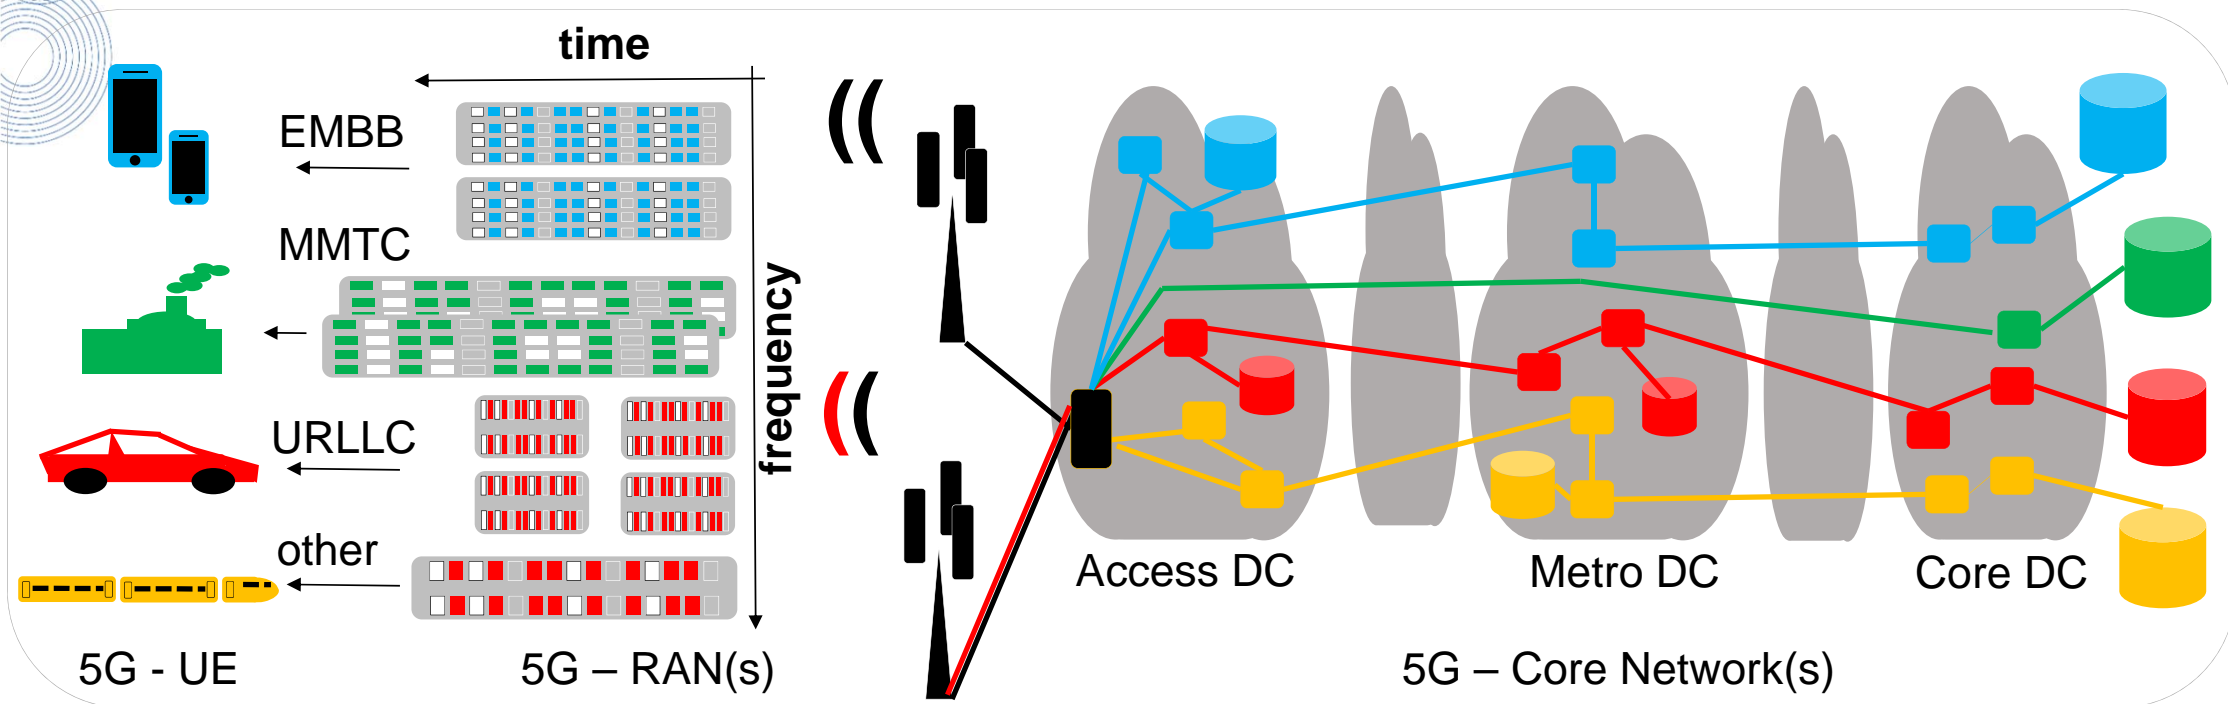 time
EMBB
MMTC
frequency
URLLC
other
Access DC
Metro DC
Core DC
5G - UE
5G – RAN(s)
5G – Core Network(s)